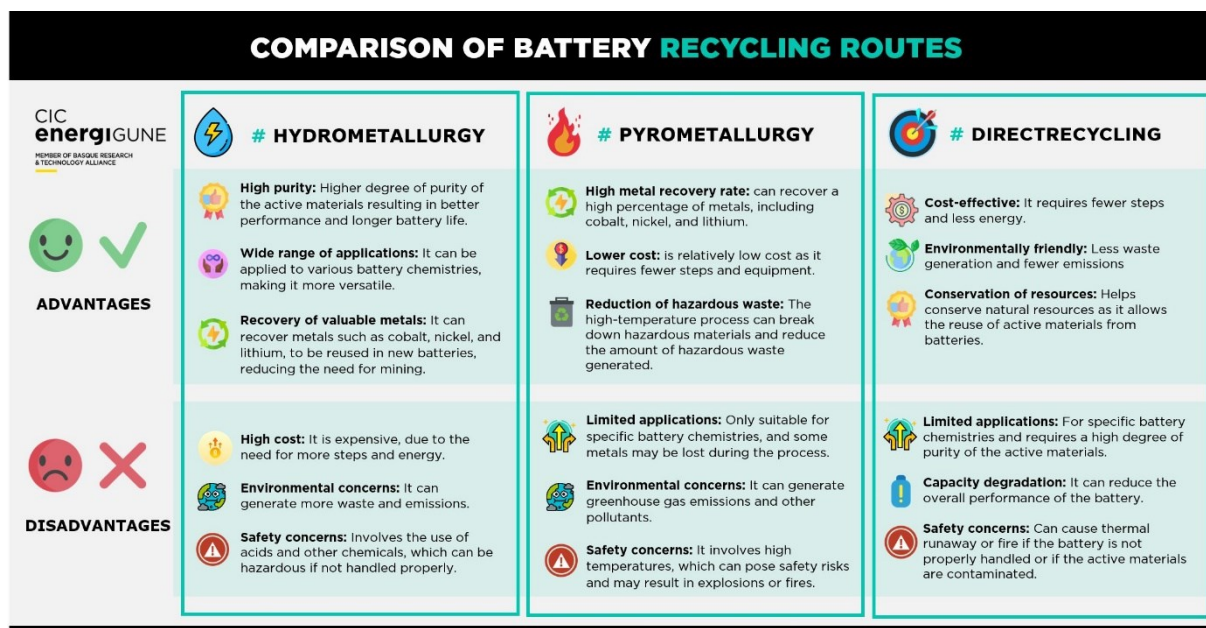 COMPARISON OF BATTERY RECYCLING ROUTES
CIC
energiGUNE
MEMBER OF BASQUE RESEARCH
& TECHNOLOGY ALLIANCE
# HYDROMETALLURGY
# PYROMETALLURGY
# DIRECTRECYCLING
ADVANTAGES
High purity: Higher degree of purity of
the active materials resulting in better
performance and longer battery life.
Wide range of applications: It can be
applied to various battery chemistries,
making it more versatile.
Recovery of valuable metals: It can
recover metals such as cobalt, nickel, and
lithium, to be reused in new batteries,
reducing the need for mining.
High metal recovery rate: can recover a
high percentage of metals, including
cobalt, nickel, and lithium.
Lower cost: is relatively low cost as it
requires fewer steps and equipment.
Reduction of hazardous waste: The
high-temperature process can break
down hazardous materials and reduce
the amount of hazardous waste
generated.
Cost-effective: It requires fewer steps
and less energy.
Environmentally friendly: Less waste
generation and fewer emissions
Conservation of resources: Helps
conserve natural resources as it allows
the reuse of active materials from
batteries.
DISADVANTAGES
High cost: It is expensive, due to the
need for more steps and energy.
Environmental concerns: It can
generate more waste and emissions.
Safety concerns: Involves the use of
acids and other chemicals, which can be
hazardous if not handled properly.
Limited applications: Only suitable for
specific battery chemistries, and some
metals may be lost during the process.
Environmental concerns: It can generate
greenhouse gas emissions and other
pollutants.
Safety concerns: It involves high
temperatures, which can pose safety risks
and may result in explosions or fires.
Limited applications: For specific battery
chemistries and requires a high degree of
purity of the active materials.
Capacity degradation: It can reduce the
overall performance of the battery.
Safety concerns: Can cause thermal
runaway or fire if the battery is not
properly handled or if the active materials
are contaminated.